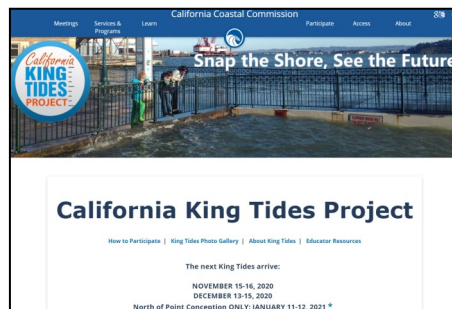 California Coastal Commission
Meetings Services & Programs Learn Participate Access About
California
KING
TIDES
PROJECT
Snap the Shore, See the Future
California King Tides Project
How to Participate | King Tides Photo Gallery | About King Tides | Educator Resources
The next King Tides arrive:
NOVEMBER 15-16, 2020
DECEMBER 13-15, 2020
North of Point Conception ONLY: JANUARY 11-12, 2021 *